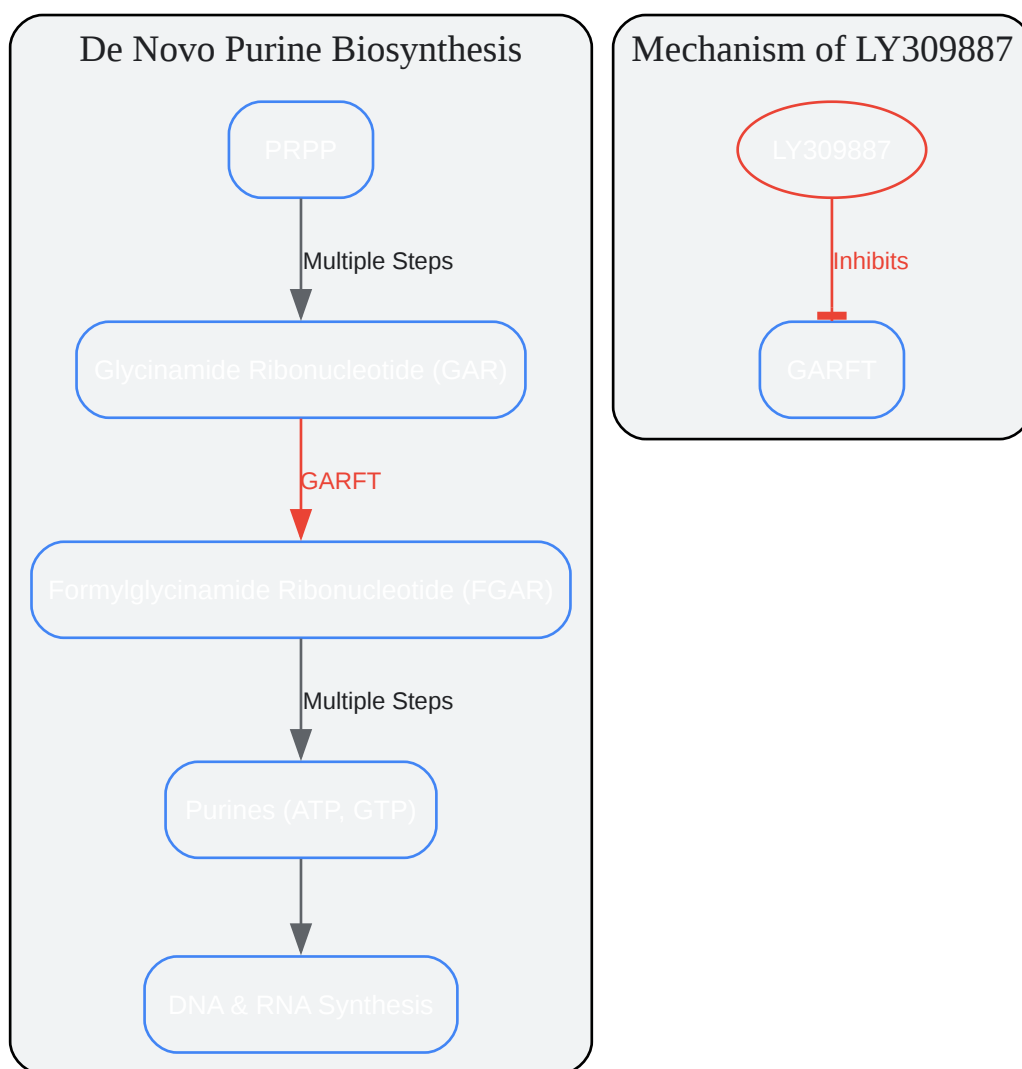 De Novo Purine Biosynthesis
PRPP
Multiple Steps
Glycinamide Ribonucleotide (GAR)
GARFT
Formylglycinamide Ribonucleotide (FGAR)
Multiple Steps
Purines (ATP, GTP)
DNA & RNA Synthesis
Mechanism of LY309887
LY309887
Inhibits
GARFT